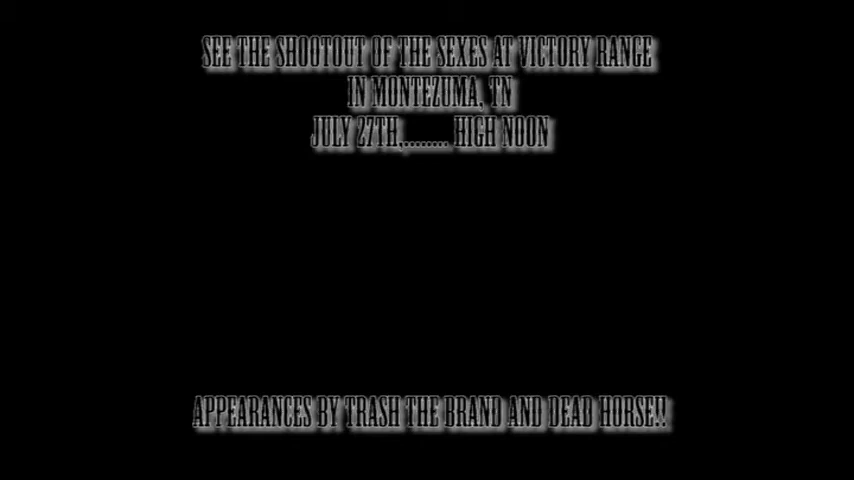 SEE THE SHOOTOUT OF THE SEXES AT VICTORY RANGE
IN MONTEZUMA, TN
JULY 27TH,........ HIGH NOON
APPEARANCES BY TRASH THE BRAND AND DEAD HORSE!!